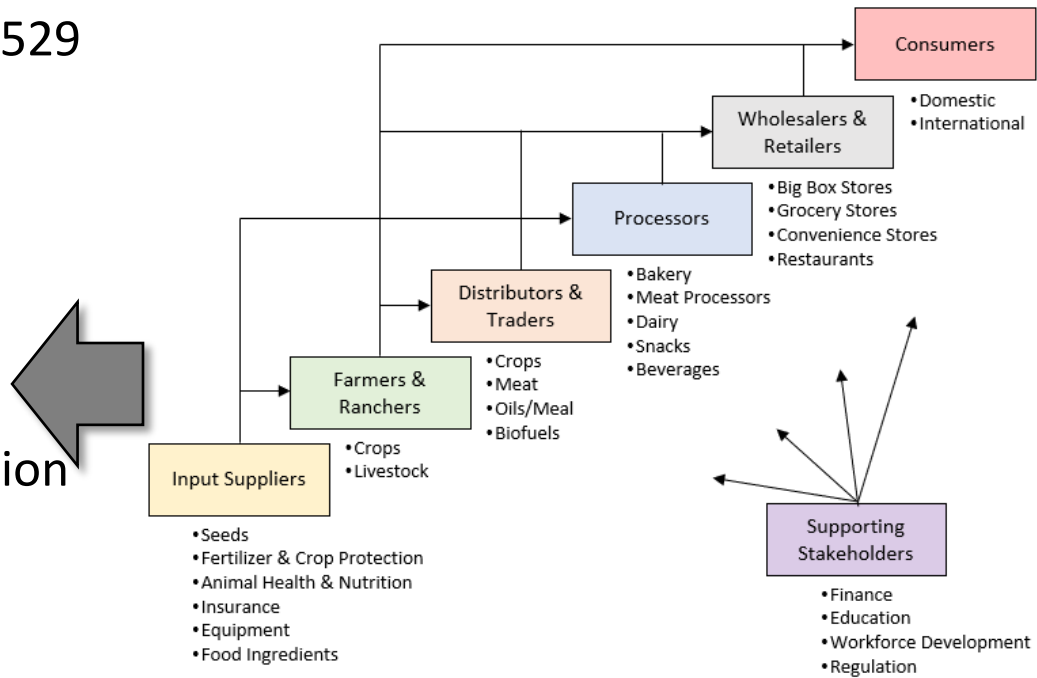 529
Consumers
•Domestic
•International
Wholesalers &
Retailers
•Big Box Stores
•Grocery Stores
•Convenience Stores
•Restaurants
Processors
•Bakery
•Meat Processors
•Dairy
•Snacks
•Beverages
Distributors &
Traders
•Crops
•Meat
•Oils/Meal
•Biofuels
Farmers &
Ranchers
•Crops
•Livestock
ion
Input Suppliers
•Seeds
•Fertilizer & Crop Protection
•Animal Health & Nutrition
•Insurance
•Equipment
•Food Ingredients
Supporting
Stakeholders
•Finance
•Education
•Workforce Development
•Regulation